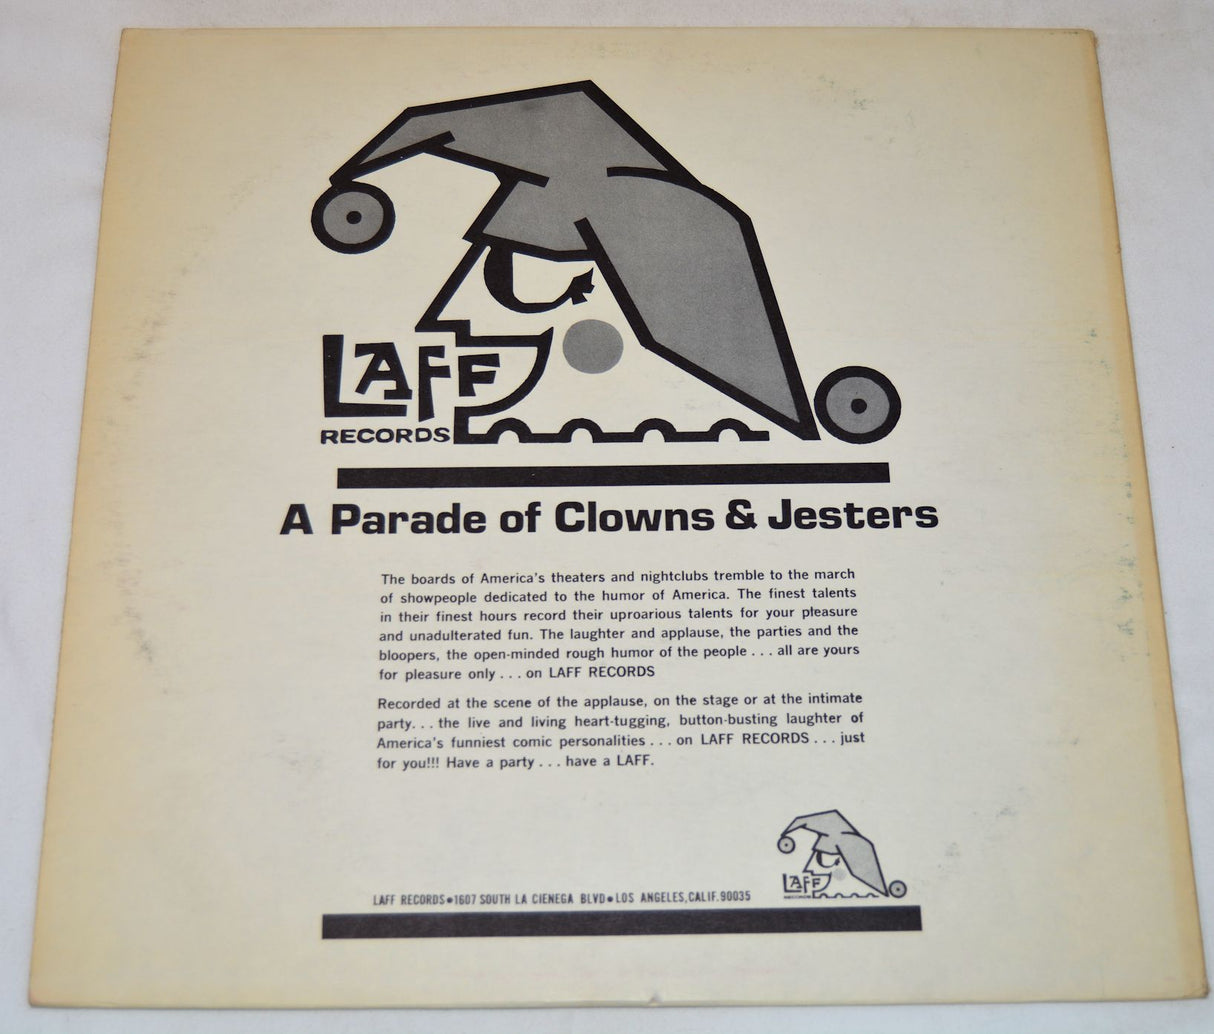 LAFF
RECORDS
A Parade of Clowns & Jesters
The boards of America's theaters and nightclubs tremble to the march
of showpeople dedicated to the humor of America. The finest talents
in their finest hours record their uproarious talents for your pleasure
and unadulterated fun. The laughter and applause, the parties and the
bloopers, the open-minded rough humor of the people . . . all are yours
for pleasure only . . . on LAFF RECORDS
Recorded at the scene of the applause, on the stage or at the intimate
party. . . the live and living heart-tugging, button-busting laughter of
America's funniest comic personalities . . . on LAFF RECORDS . . . just
for you!!! Have a party . . . have a LAFF.
LAFF
RECORDS
LAFF RECORDS●1607 SOUTH LA CIENEGA BLVD●LOS ANGELES,CALIF.90035